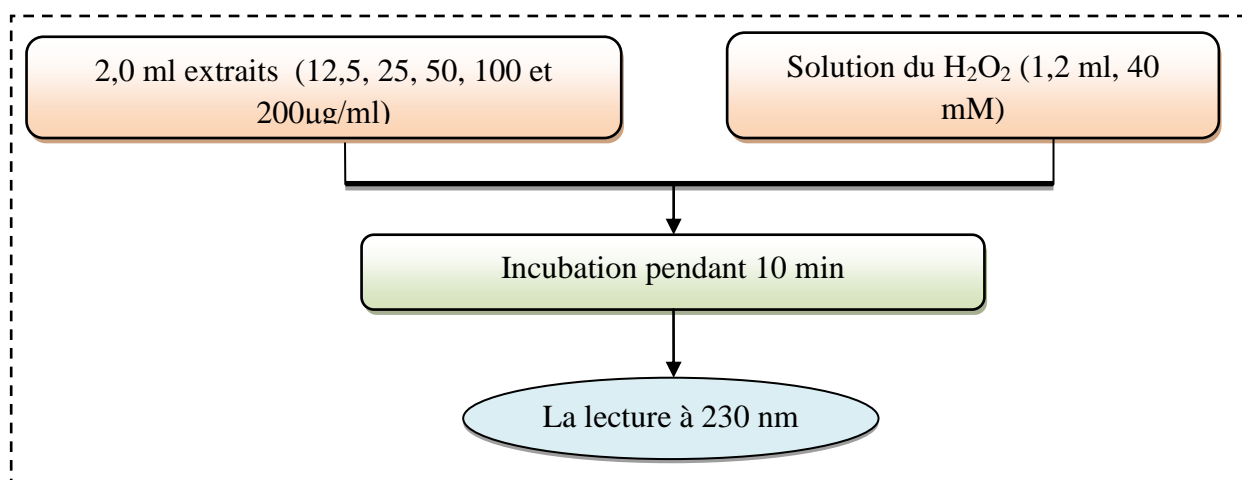 2,0 ml extraits (12,5, 25, 50, 100 et
200µg/ml)
Solution du H₂O₂ (1,2 ml, 40
mM)
Incubation pendant 10 min
La lecture à 230 nm